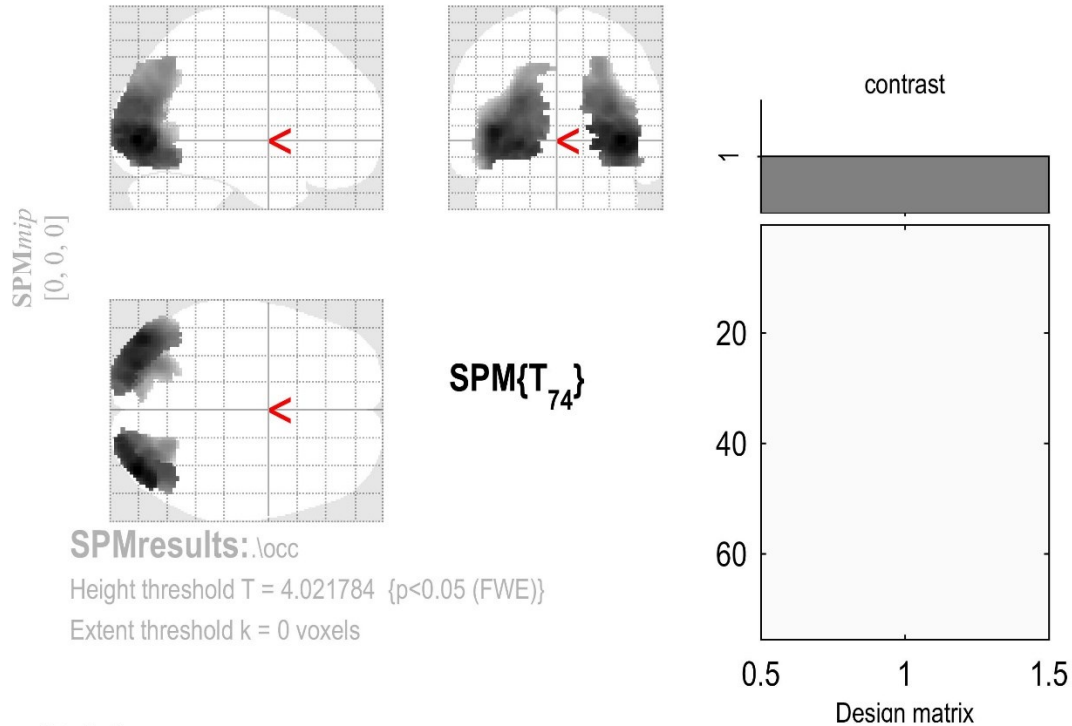 SPMmip
[0, 0, 0]
<
<
<
SPM{T74}
SPMresults: .\occ
Height threshold T = 4.021784 {p<0.05 (FWE)}
Extent threshold k = 0 voxels
contrast
1
20
40
60
0.5 1 1.5
Design matrix